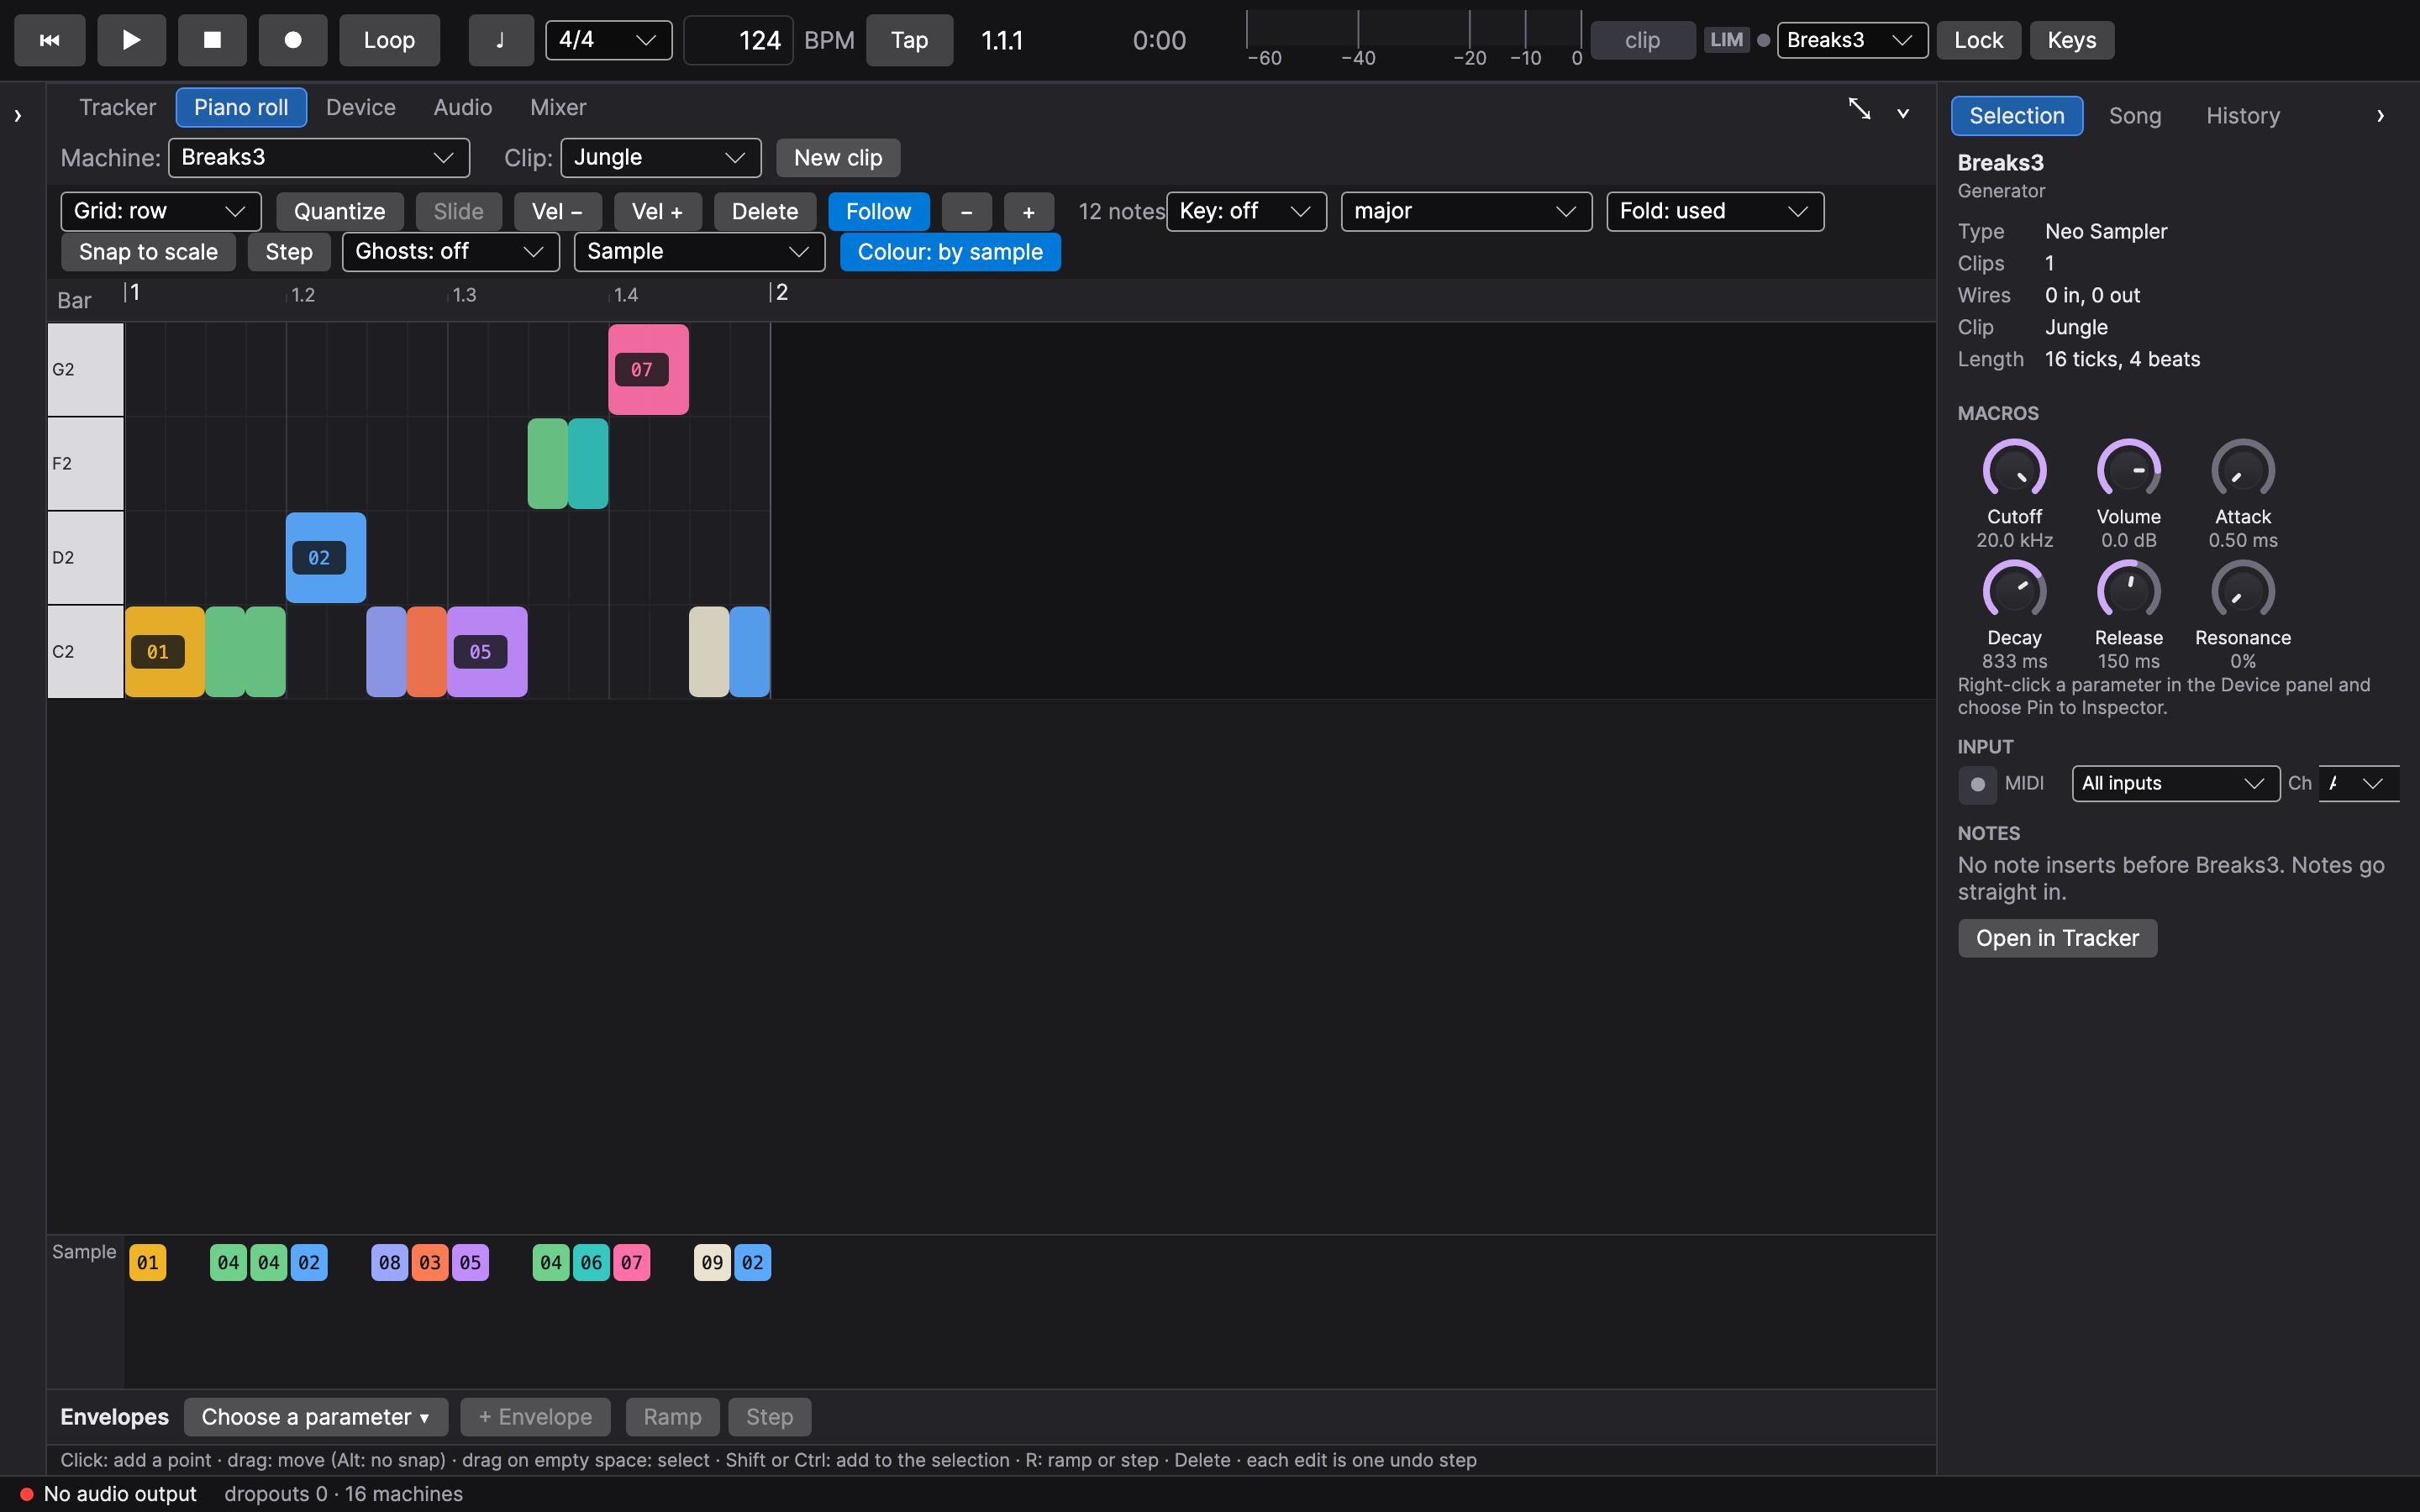 Loop 4/4 124 BPM Tap 1.1.1 0:00 −60 −40 −20 −10 0 clip LIM Breaks3 Lock Keys
Tracker Piano roll Device Audio Mixer
Machine: Breaks3 Clip: Jungle New clip
Grid: row Quantize Slide Vel − Vel + Delete Follow − + 12 notes Key: off major Fold: used
Snap to scale Step Ghosts: off Sample Colour: by sample
Bar 1 1.2 1.3 1.4 2
G2 07
F2
D2 02
C2 01 05
Sample 01 04 04 02 08 03 05 04 06 07 09 02
Envelopes Choose a parameter + Envelope Ramp Step
Click: add a point · drag: move (Alt: no snap) · drag on empty space: select · Shift or Ctrl: add to the selection · R: ramp or step · Delete · each edit is one undo step
No audio output dropouts 0 · 16 machines
Selection Song History
Breaks3
Generator
Type Neo Sampler
Clips 1
Wires 0 in, 0 out
Clip Jungle
Length 16 ticks, 4 beats
MACROS
Cutoff Volume Attack
20.0 kHz 0.0 dB 0.50 ms
Decay Release Resonance
833 ms 150 ms 0%
Right-click a parameter in the Device panel and
choose Pin to Inspector.
INPUT
MIDI All inputs Ch
NOTES
No note inserts before Breaks3. Notes go
straight in.
Open in Tracker